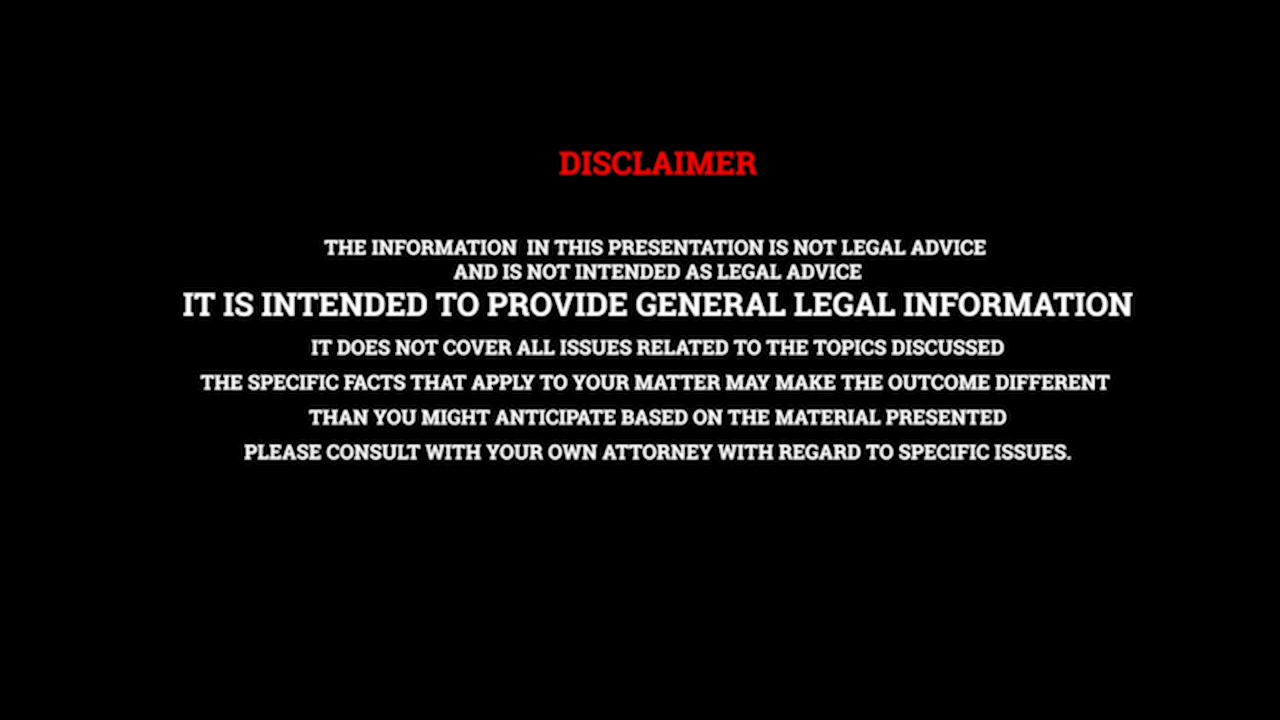 DISCLAIMER
THE INFORMATION IN THIS PRESENTATION IS NOT LEGAL ADVICE
AND IS NOT INTENDED AS LEGAL ADVICE
IT IS INTENDED TO PROVIDE GENERAL LEGAL INFORMATION
IT DOES NOT COVER ALL ISSUES RELATED TO THE TOPICS DISCUSSED
THE SPECIFIC FACTS THAT APPLY TO YOUR MATTER MAY MAKE THE OUTCOME DIFFERENT
THAN YOU MIGHT ANTICIPATE BASED ON THE MATERIAL PRESENTED
PLEASE CONSULT WITH YOUR OWN ATTORNEY WITH REGARD TO SPECIFIC ISSUES.